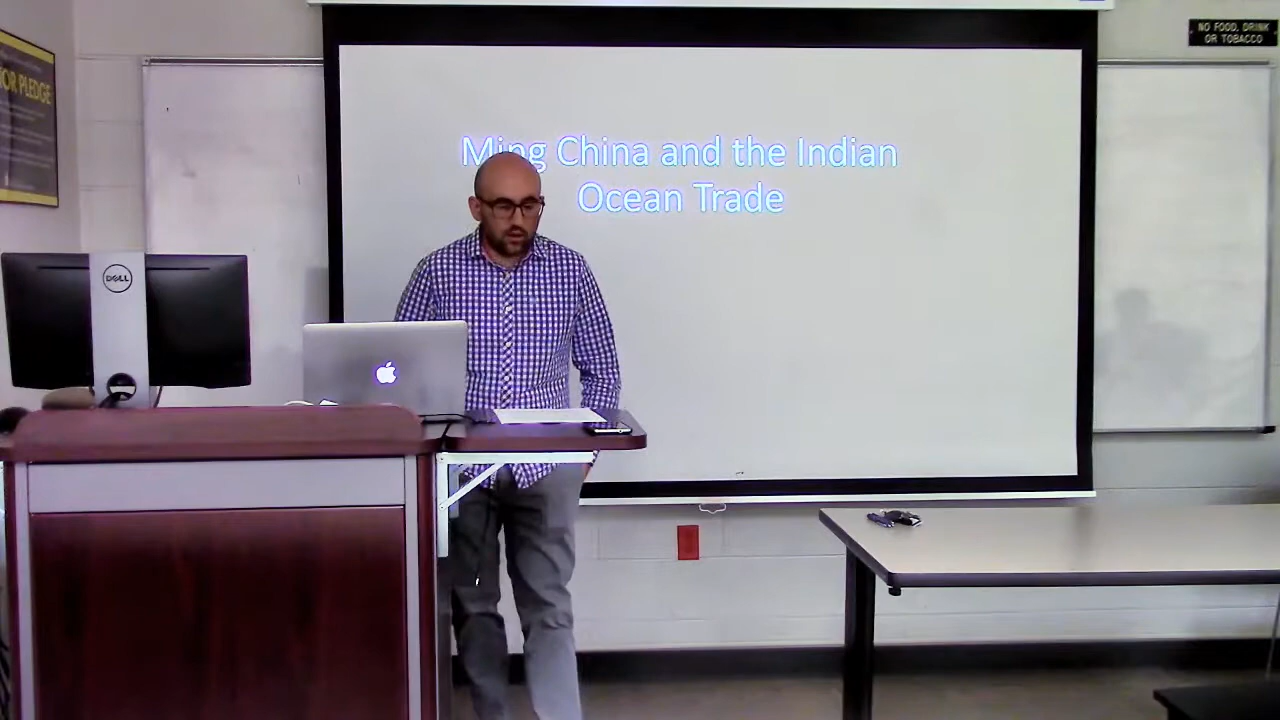 NO FOOD, DRINK
OR TOBACCO
OR PLEDGE
Ming China and the Indian
Ocean Trade
DELL